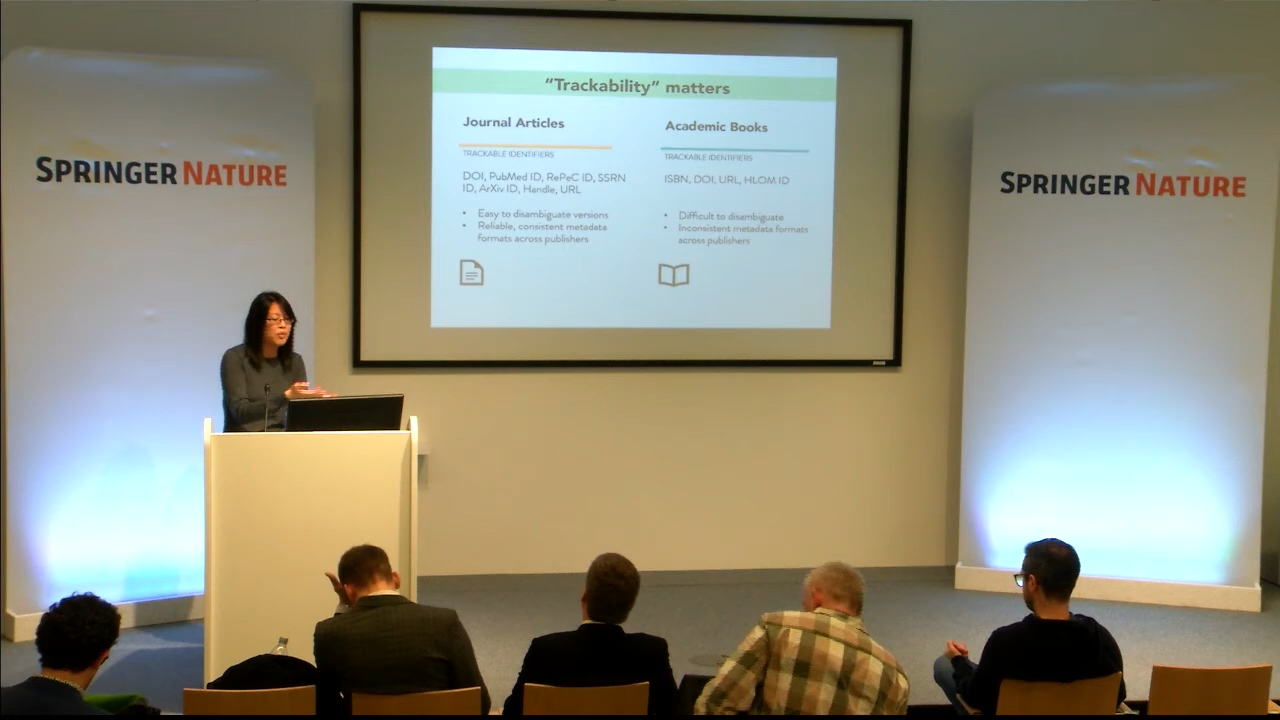 SPRINGER NATURE
"Trackability" matters
Journal Articles
TRACKABLE IDENTIFIERS
DOI, PubMed ID, RePeC ID, SSRN
ID, ArXiv ID, Handle, URL
• Easy to disambiguate versions
• Reliable, consistent metadata
formats across publishers
Academic Books
TRACKABLE IDENTIFIERS
ISBN, DOI, URL, HLOM ID
• Difficult to disambiguate
• Inconsistent metadata formats
across publishers
SPRINGER NATURE